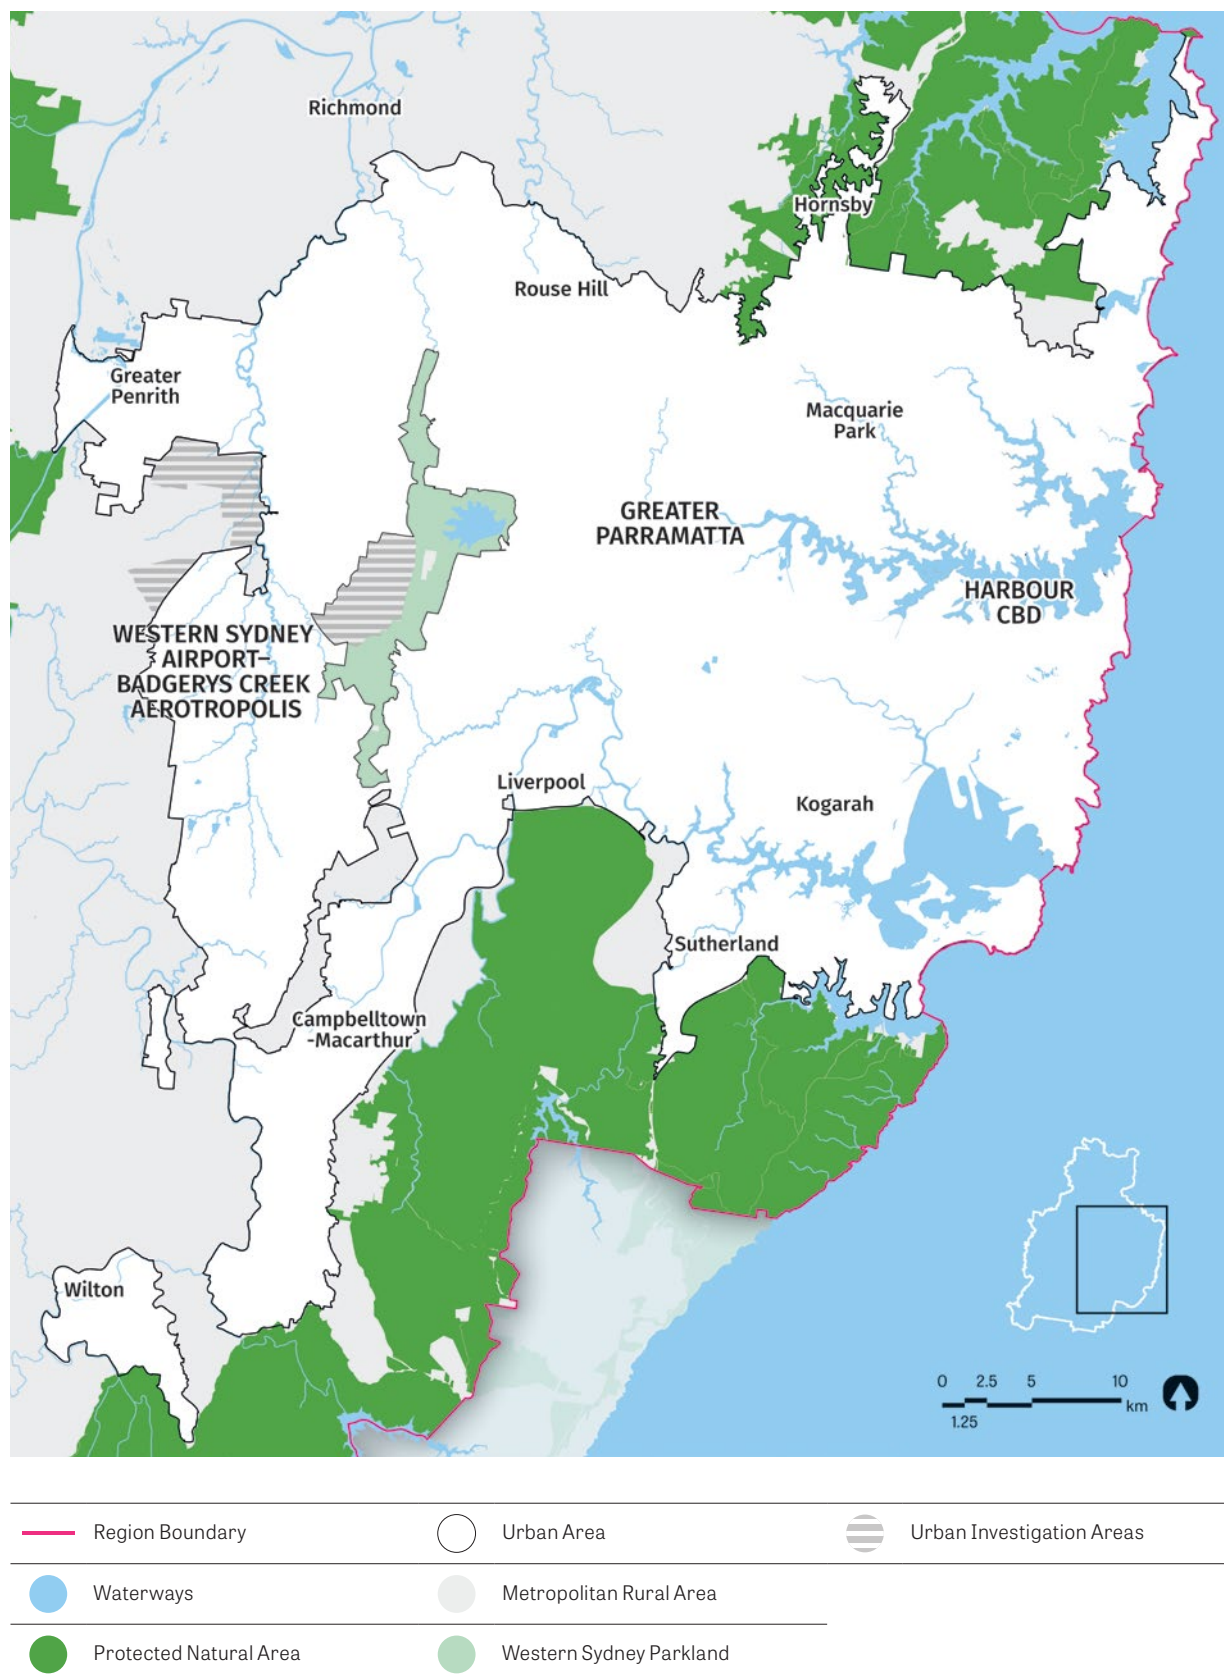 Richmond
Hornsby
Rouse Hill
Greater
Penrith
Macquarie
Park
GREATER
PARRAMATTA
HARBOUR
CBD
WESTERN SYDNEY
AIRPORT–
BADGERYS CREEK
AEROTROPOLIS
Liverpool
Kogarah
Sutherland
Campbelltown
-Macarthur
Wilton
0 2.5 5 10
km
1.25
Region Boundary
Urban Area
Urban Investigation Areas
Waterways
Metropolitan Rural Area
Protected Natural Area
Western Sydney Parkland